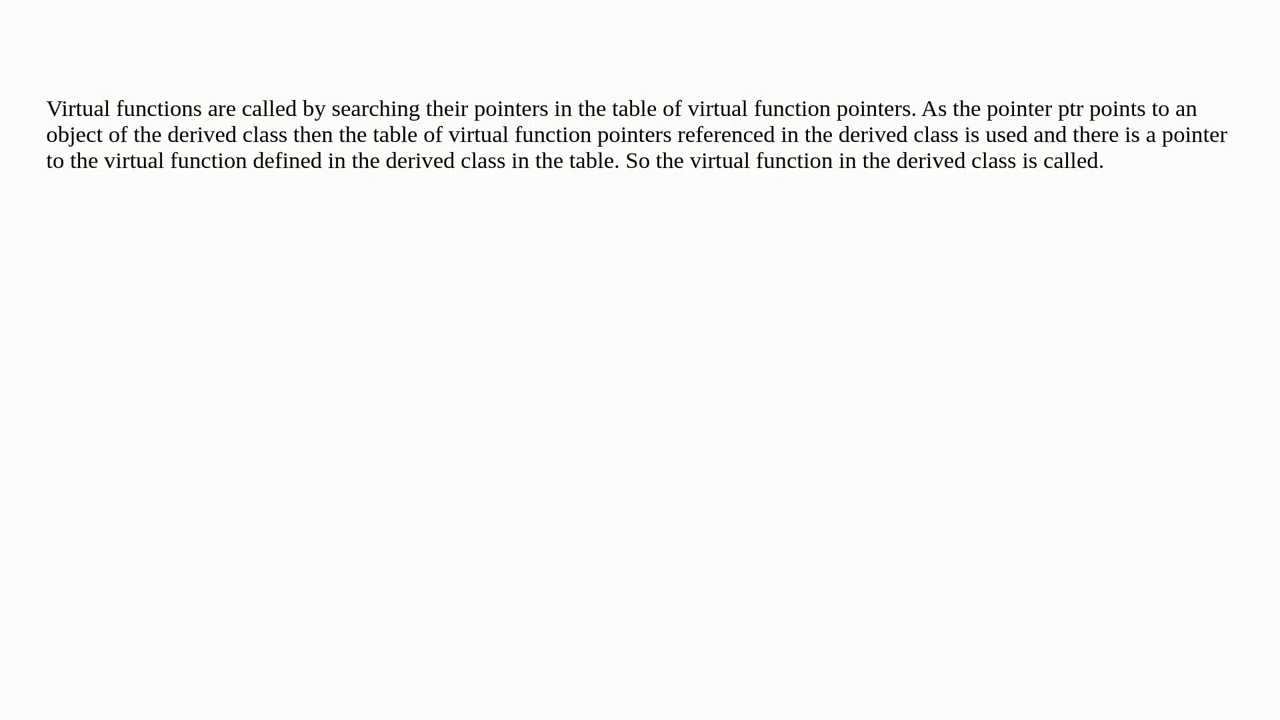 Virtual functions are called by searching their pointers in the table of virtual function pointers. As the pointer ptr points to an
object of the derived class then the table of virtual function pointers referenced in the derived class is used and there is a pointer
to the virtual function defined in the derived class in the table. So the virtual function in the derived class is called.